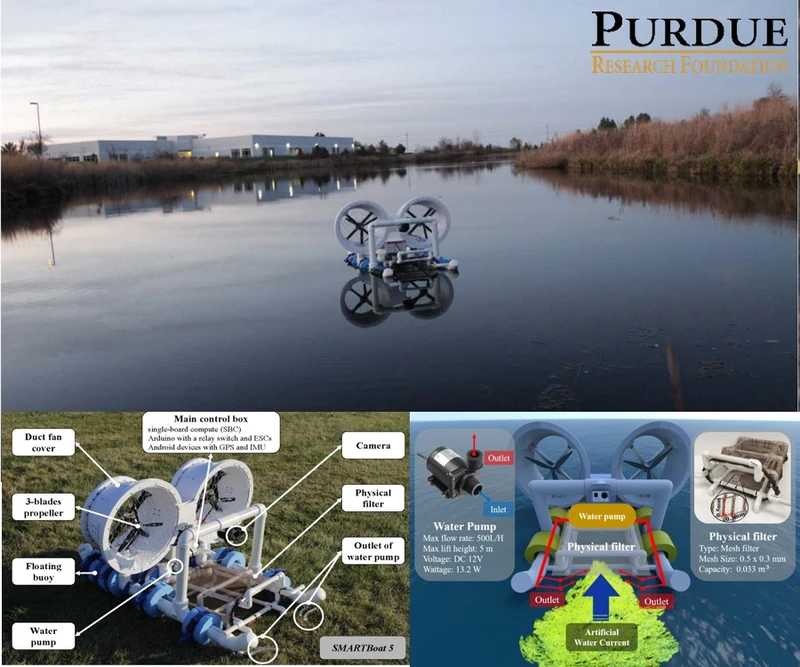 PURDUE
RESEARCH FOUNDATION
Main control box
single-board compute (SBC)
Arduino with a relay switch and ESCs
Android devices with GPS and IMU
Duct fan
cover
3-blades
propeller
Floating
buoy
Water
pump
Camera
Physical
filter
Outlet of
water pump
SMARTBoat 5
Outlet
Inlet
Water Pump
Max flow rate: 500L/H
Max lift height: 5 m
Voltage: DC 12V
Wattage: 13.2 W
Water pump
Physical filter
Outlet
Outlet
Artificial
Water Current
Physical filter
Type: Mesh filter
Mesh Size: 0.5 x 0.3 mm
Capacity: 0.033 m³